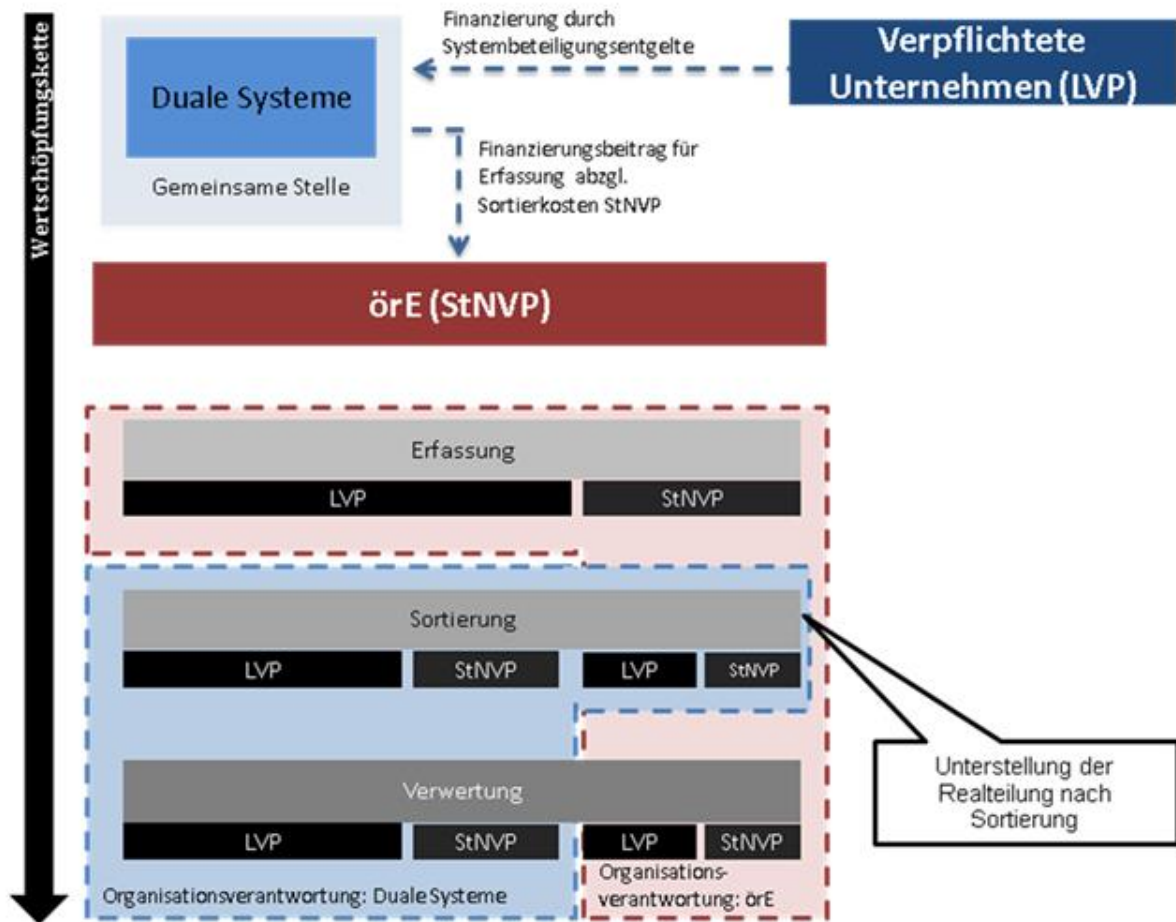 Wertschöpfungskette
Finanzierung durch
Systembeteiligungsentgelte
Verpflichtete
Unternehmen (LVP)
Duale Systeme
Gemeinsame Stelle
Finanzierungsbeitrag für
Erfassung abzgl.
Sortierkosten StNVP
örE (StNVP)
Erfassung
LVP
StNVP
Sortierung
LVP
StNVP
LVP
StNVP
Unterstellung der
Realteilung nach
Sortierung
Verwertung
LVP
StNVP
LVP
StNVP
Organisationsverantwortung: Duale Systeme
Organisations-
verantwortung: örE